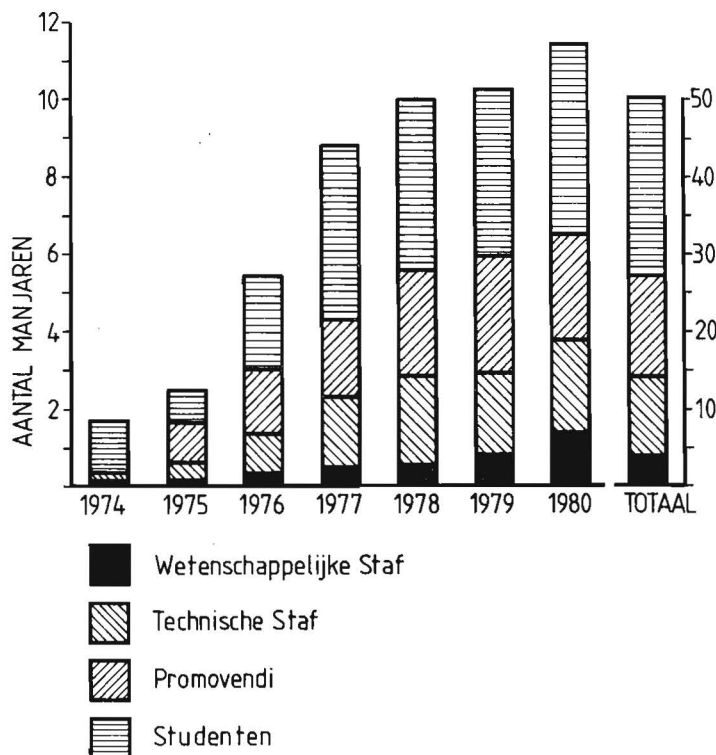 AANTAL MANJAREN
12
10
8
6
4
2
50
40
30
20
10
1974 1975 1976 1977 1978 1979 1980 TOTAAL
Wetenschappelijke Staf
Technische Staf
Promovendi
Studenten